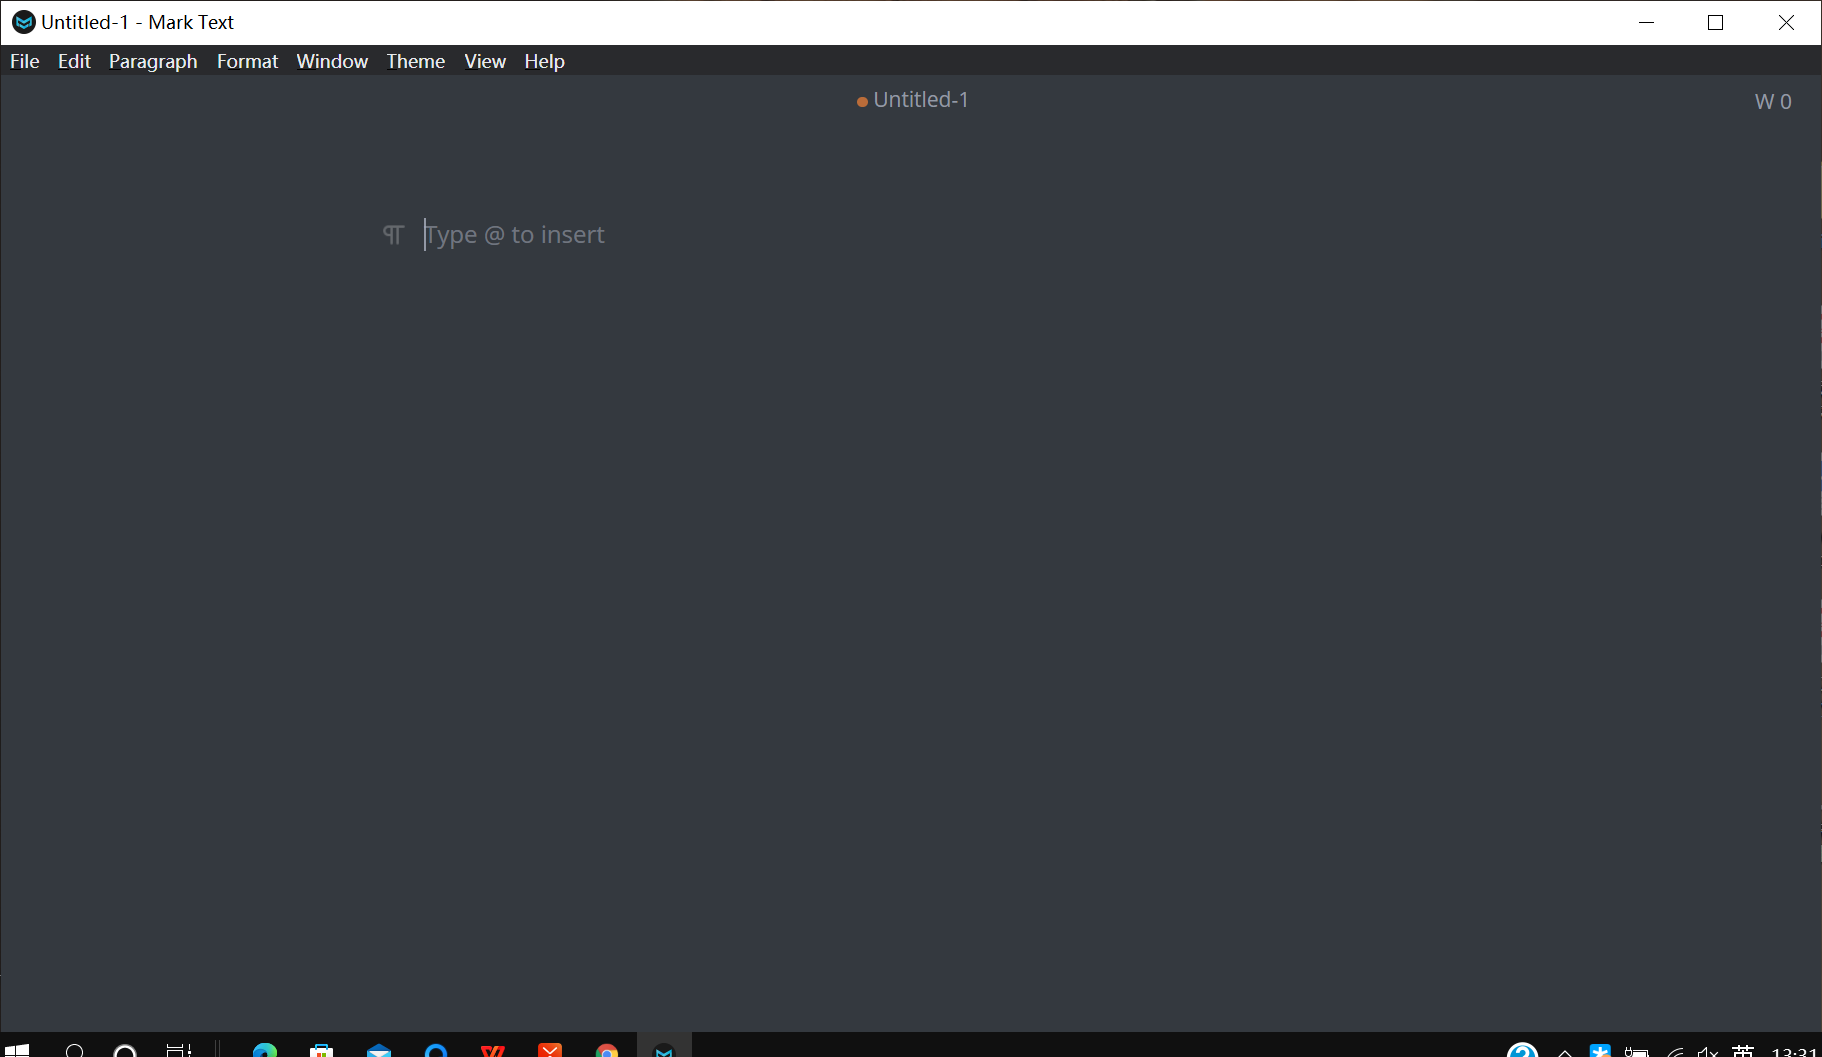 Untitled-1 - Mark Text
File Edit Paragraph Format Window Theme View Help
Untitled-1
W 0
¶ Type @ to insert
英 13:31